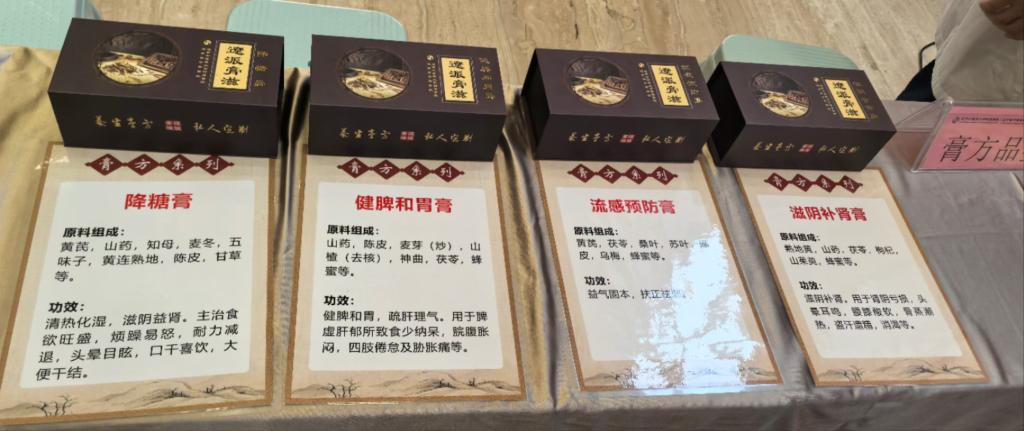 遼派膏滋
养生膏方 私人定制
膏方系列
降糖膏
原料组成:
黄芪,山药,知母,麦冬,五
味子,黄连熟地,陈皮,甘草
等。
功效:
清热化湿,滋阴益肾。主治食
欲旺盛,烦躁易怒,耐力减
退,头晕目眩,口干喜饮,大
便干结。
遼派膏滋
养生膏方 私人定制
膏方系列
健脾和胃膏
原料组成:
山药,陈皮,麦芽(炒),山
楂(去核),神曲,茯苓,蜂
蜜等。
功效:
健脾和胃,疏肝理气。用于脾
虚肝郁所致食少纳呆,脘腹胀
闷,四肢倦怠及胁胀痛等。
遼派膏滋
养生膏方 私人定制
膏方系列
流感预防膏
原料组成:
黄芪,茯苓,桑叶,苏叶,
皮,乌梅,蜂蜜等。
功效:
益气固本,扶正祛邪。
遼派膏滋
养生膏方 私人定制
膏方系列
滋阴补肾膏
原料组成:
熟地黄,山药,茯苓,枸杞,
山茱萸,蜂蜜等。
功效:
滋阴补肾。用于肾阴亏损,头
晕耳鸣,腰膝酸软,骨蒸潮
热,盗汗遗精,消渴等。
膏方品